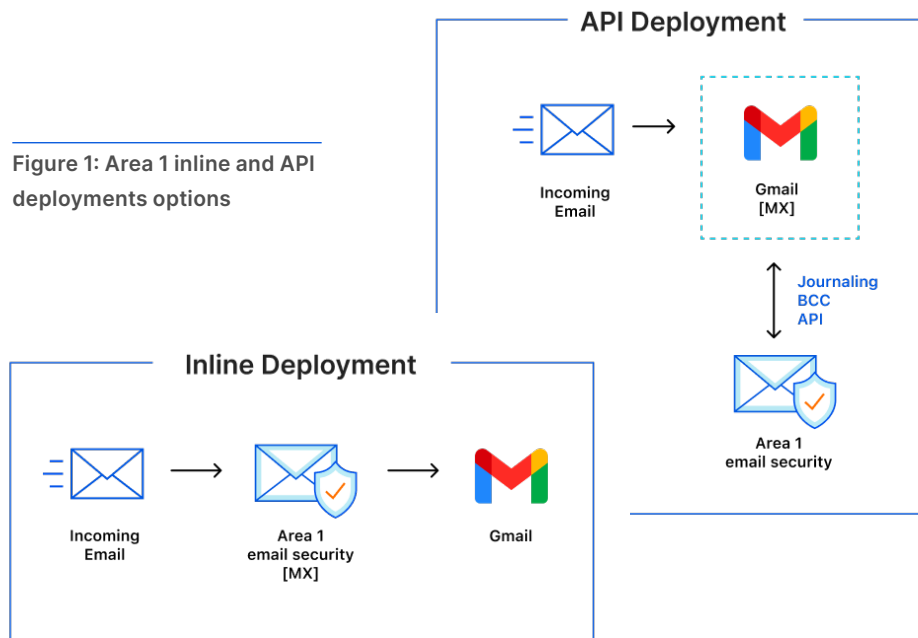 API Deployment
Figure 1: Area 1 inline and API
deployments options
Incoming
Email
Gmail
[MX]
Journaling
BCC
API
Area 1
email security
Inline Deployment
Incoming
Email
Area 1
email security
[MX]
Gmail